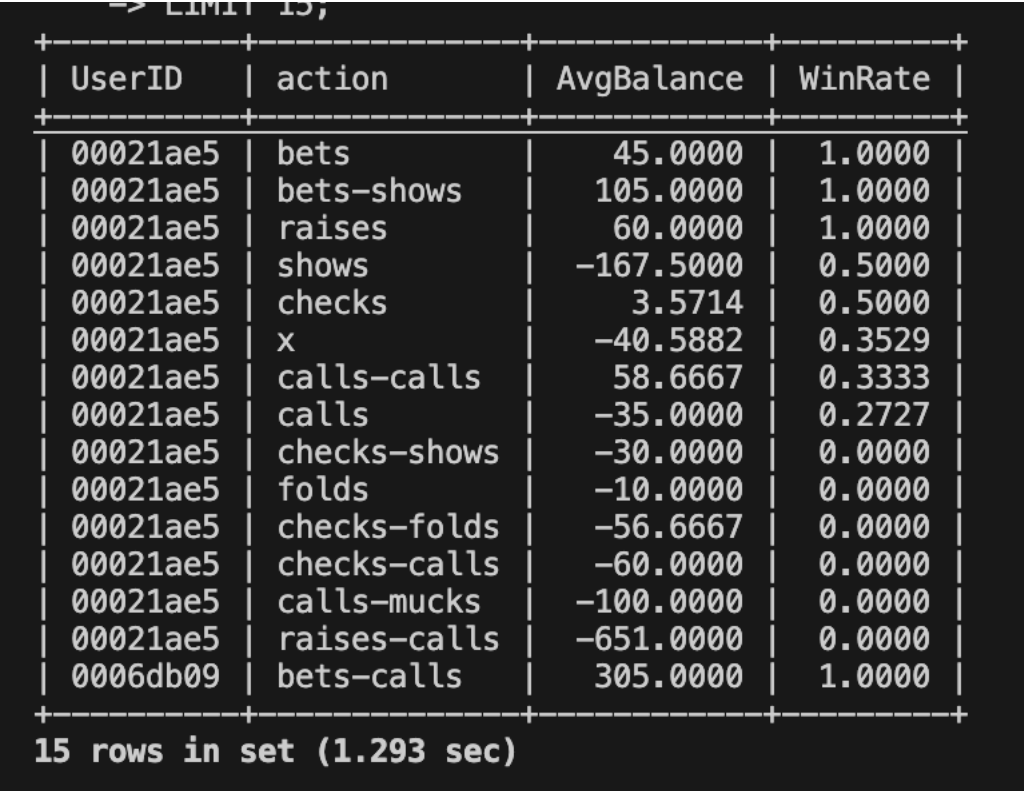 -> LIMIT 15;
+----------+--------------+------------+---------+
| UserID | action | AvgBalance | WinRate |
+----------+--------------+------------+---------+
| 00021ae5 | bets | 45.0000 | 1.0000 |
| 00021ae5 | bets-shows | 105.0000 | 1.0000 |
| 00021ae5 | raises | 60.0000 | 1.0000 |
| 00021ae5 | shows | -167.5000 | 0.5000 |
| 00021ae5 | checks | 3.5714 | 0.5000 |
| 00021ae5 | x | -40.5882 | 0.3529 |
| 00021ae5 | calls-calls | 58.6667 | 0.3333 |
| 00021ae5 | calls | -35.0000 | 0.2727 |
| 00021ae5 | checks-shows | -30.0000 | 0.0000 |
| 00021ae5 | folds | -10.0000 | 0.0000 |
| 00021ae5 | checks-folds | -56.6667 | 0.0000 |
| 00021ae5 | checks-calls | -60.0000 | 0.0000 |
| 00021ae5 | calls-mucks | -100.0000 | 0.0000 |
| 00021ae5 | raises-calls | -651.0000 | 0.0000 |
| 0006db09 | bets-calls | 305.0000 | 1.0000 |
+----------+--------------+------------+---------+
15 rows in set (1.293 sec)